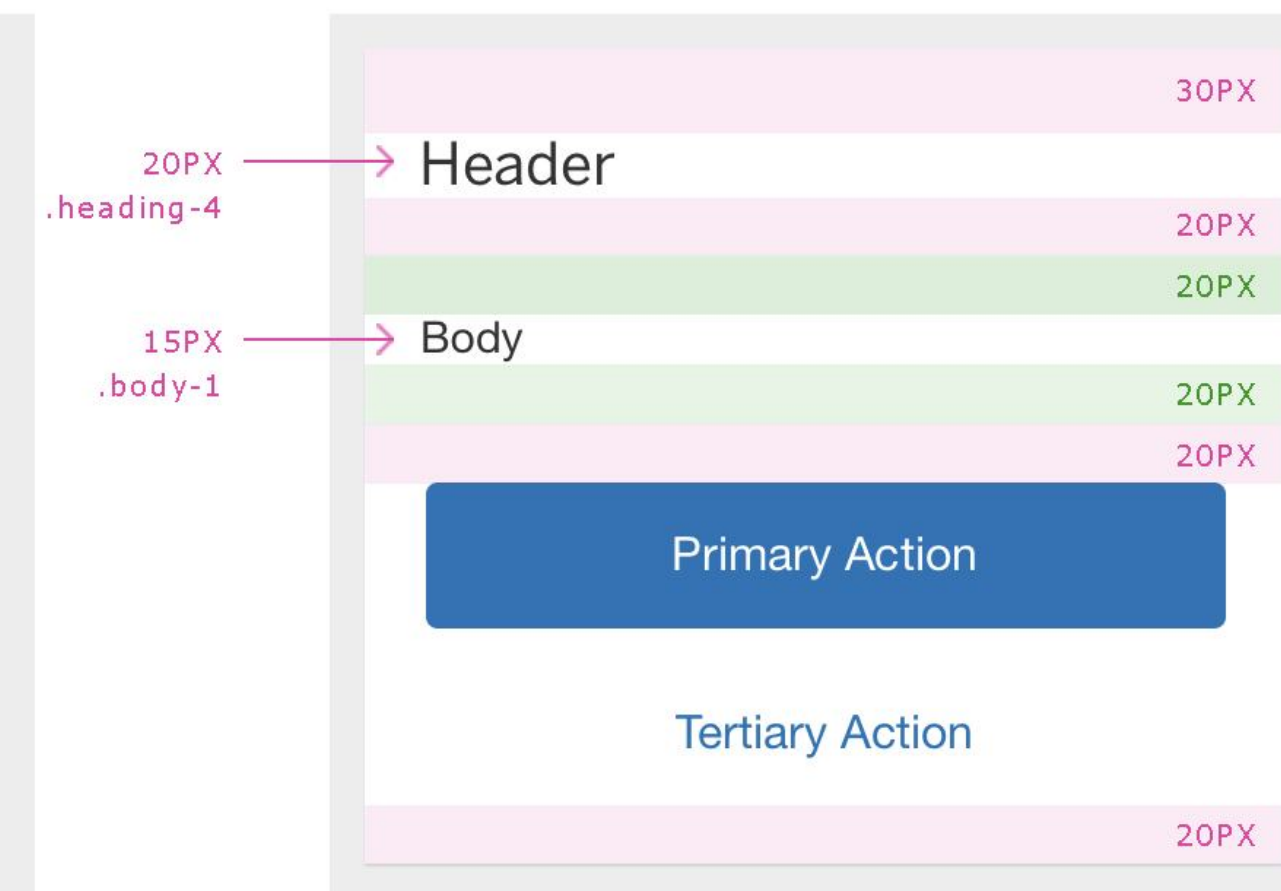 30PX
20PX
.heading-4
Header
20PX
20PX
15PX
.body-1
Body
20PX
20PX
Primary Action
Tertiary Action
20PX